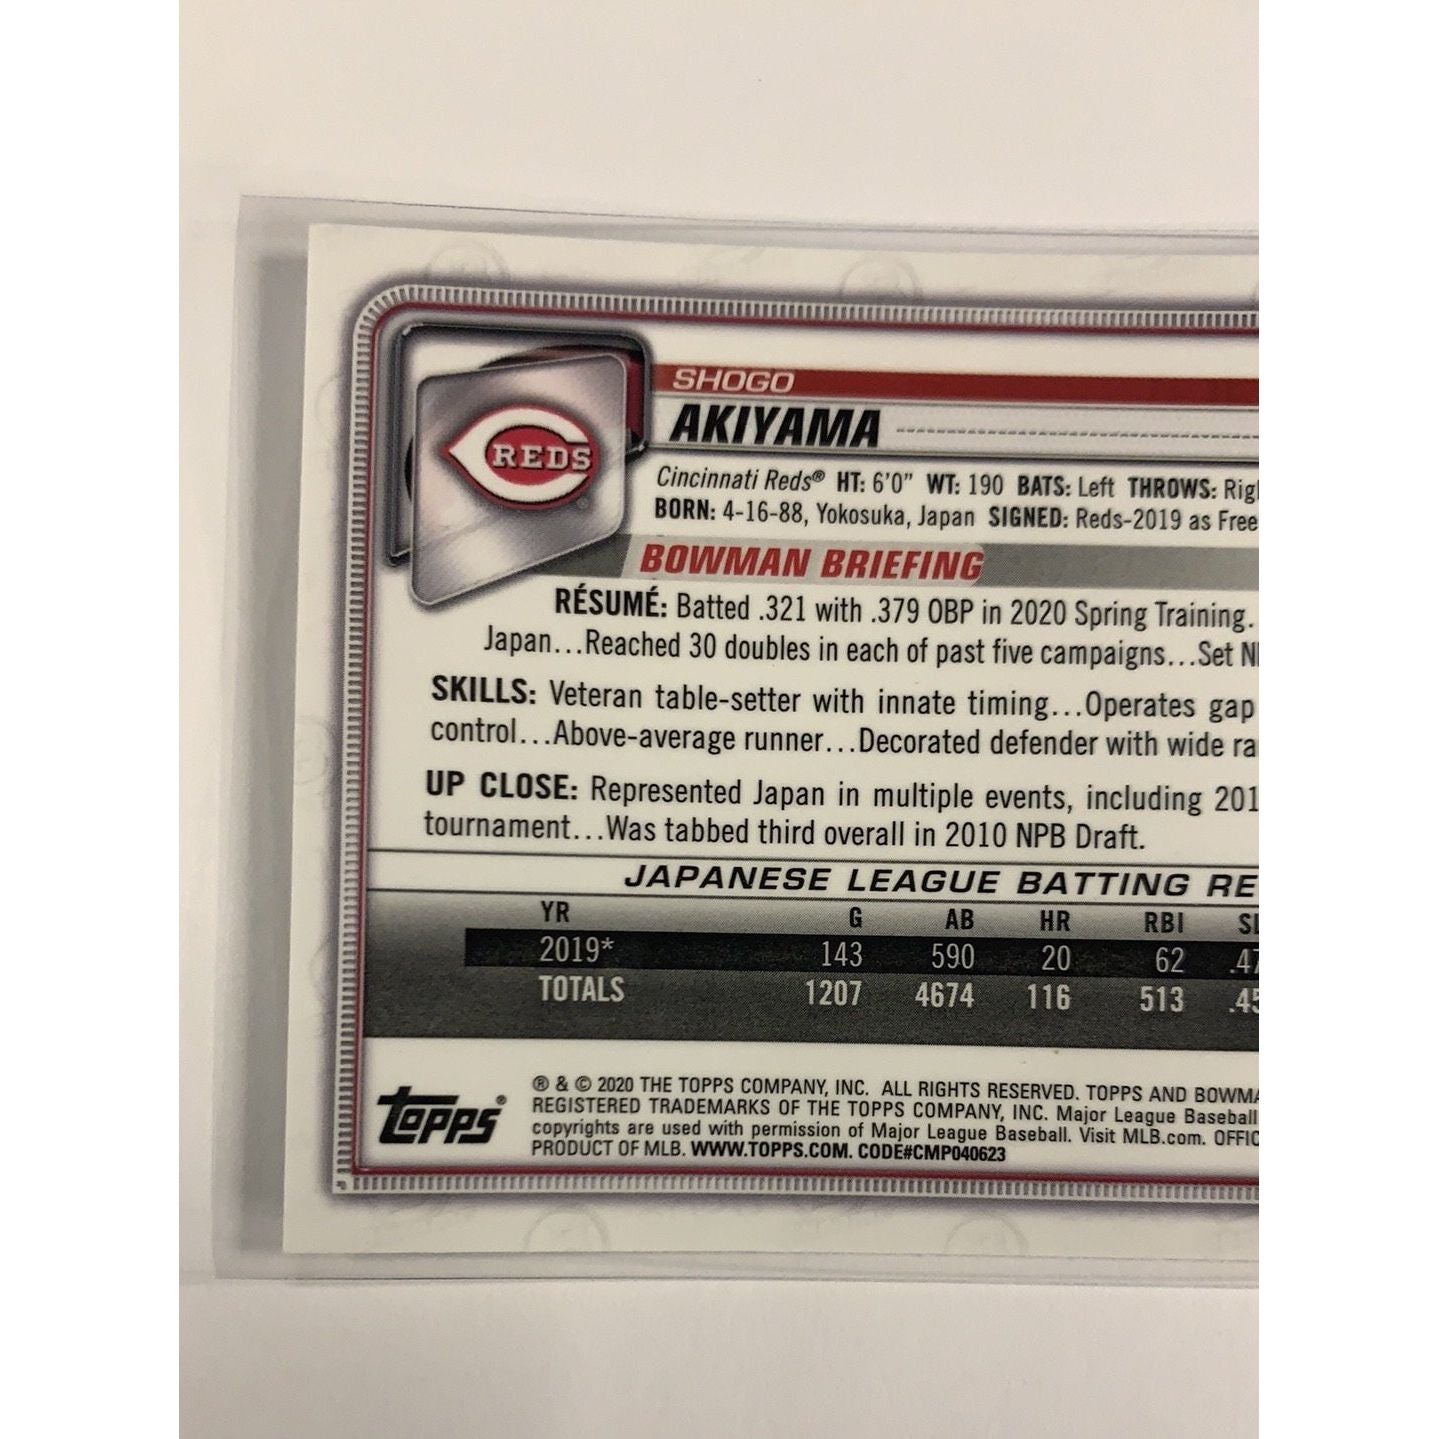 REDS
SHOGO
AKIYAMA
Cincinnati Reds® HT: 6'0" WT: 190 BATS: Left THROWS: Rig
BORN: 4-16-88, Yokosuka, Japan SIGNED: Reds-2019 as Free
BOWMAN BRIEFING
RÉSUMÉ: Batted .321 with .379 OBP in 2020 Spring Training.
Japan...Reached 30 doubles in each of past five campaigns...Set N
SKILLS: Veteran table-setter with innate timing...Operates gap
control...Above-average runner...Decorated defender with wide ra
UP CLOSE: Represented Japan in multiple events, including 201
tournament...Was tabbed third overall in 2010 NPB Draft.
JAPANESE LEAGUE BATTING RE
YR G AB HR RBI SL
2019* 143 590 20 62 .47
TOTALS 1207 4674 116 513 .45
Topps®
® & © 2020 THE TOPPS COMPANY, INC. ALL RIGHTS RESERVED. TOPPS AND BOWMA
REGISTERED TRADEMARKS OF THE TOPPS COMPANY, INC. Major League Baseball
copyrights are used with permission of Major League Baseball. Visit MLB.com. OFFIC
PRODUCT OF MLB. WWW.TOPPS.COM. CODE#CMP040623